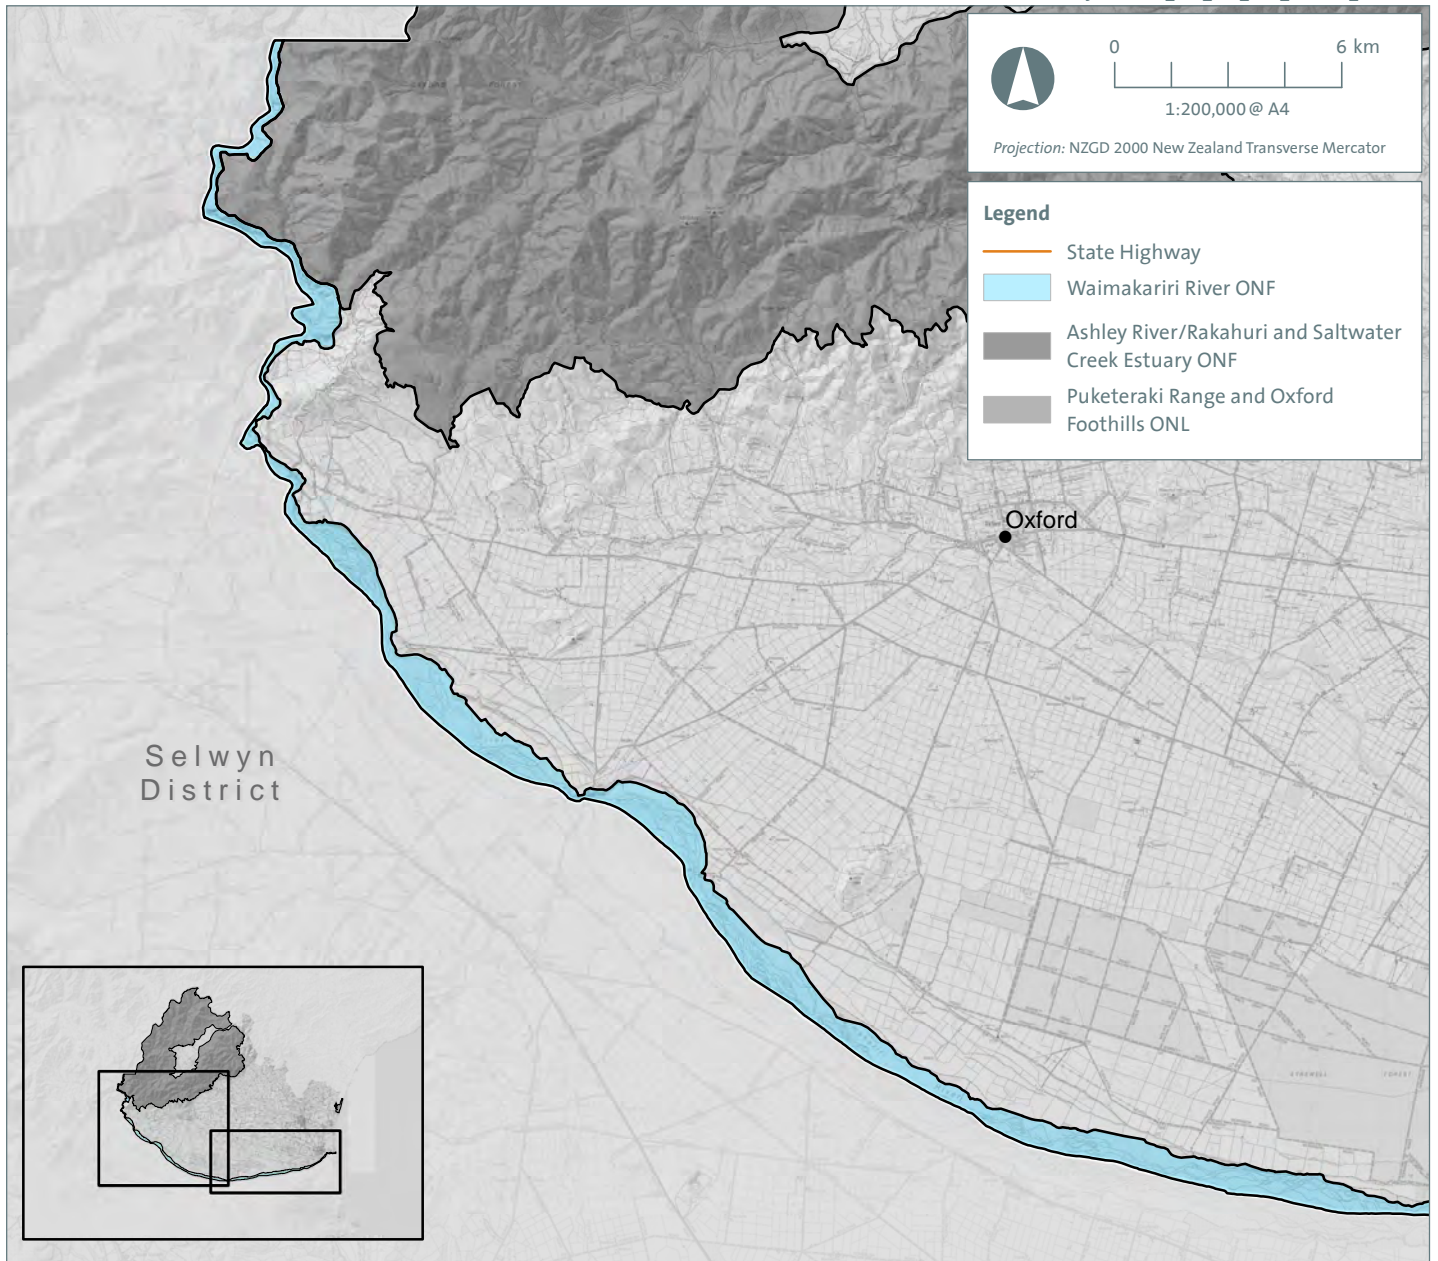 0 6 km
1:200,000 @ A4
Projection: NZGD 2000 New Zealand Transverse Mercator
Legend
State Highway
Waimakariri River ONF
Ashley River/Rakahuri and Saltwater
Creek Estuary ONF
Puketeraki Range and Oxford
Foothills ONL
Oxford
Selwyn
District